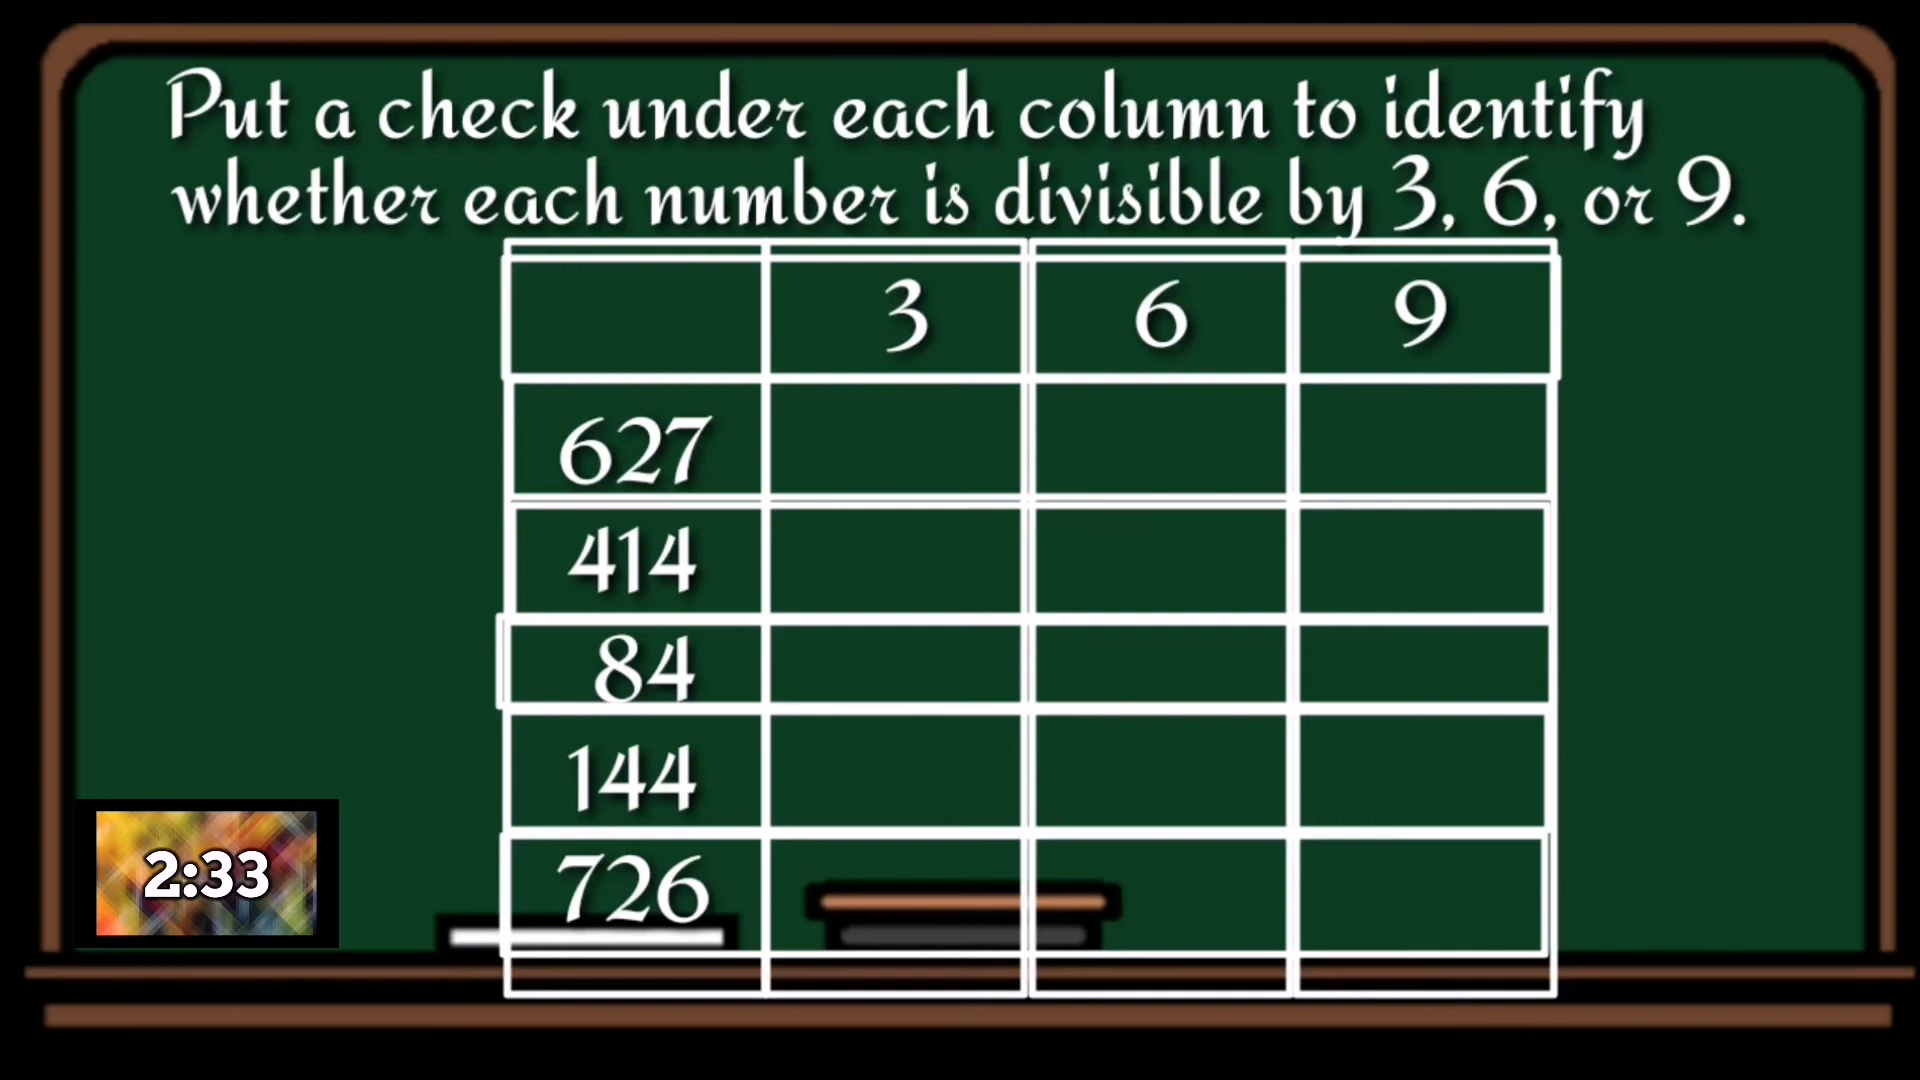 Put a check under each column to identify
whether each number is divisible by 3, 6, or 9.
3 6 9
627
414
84
144
726
2:33